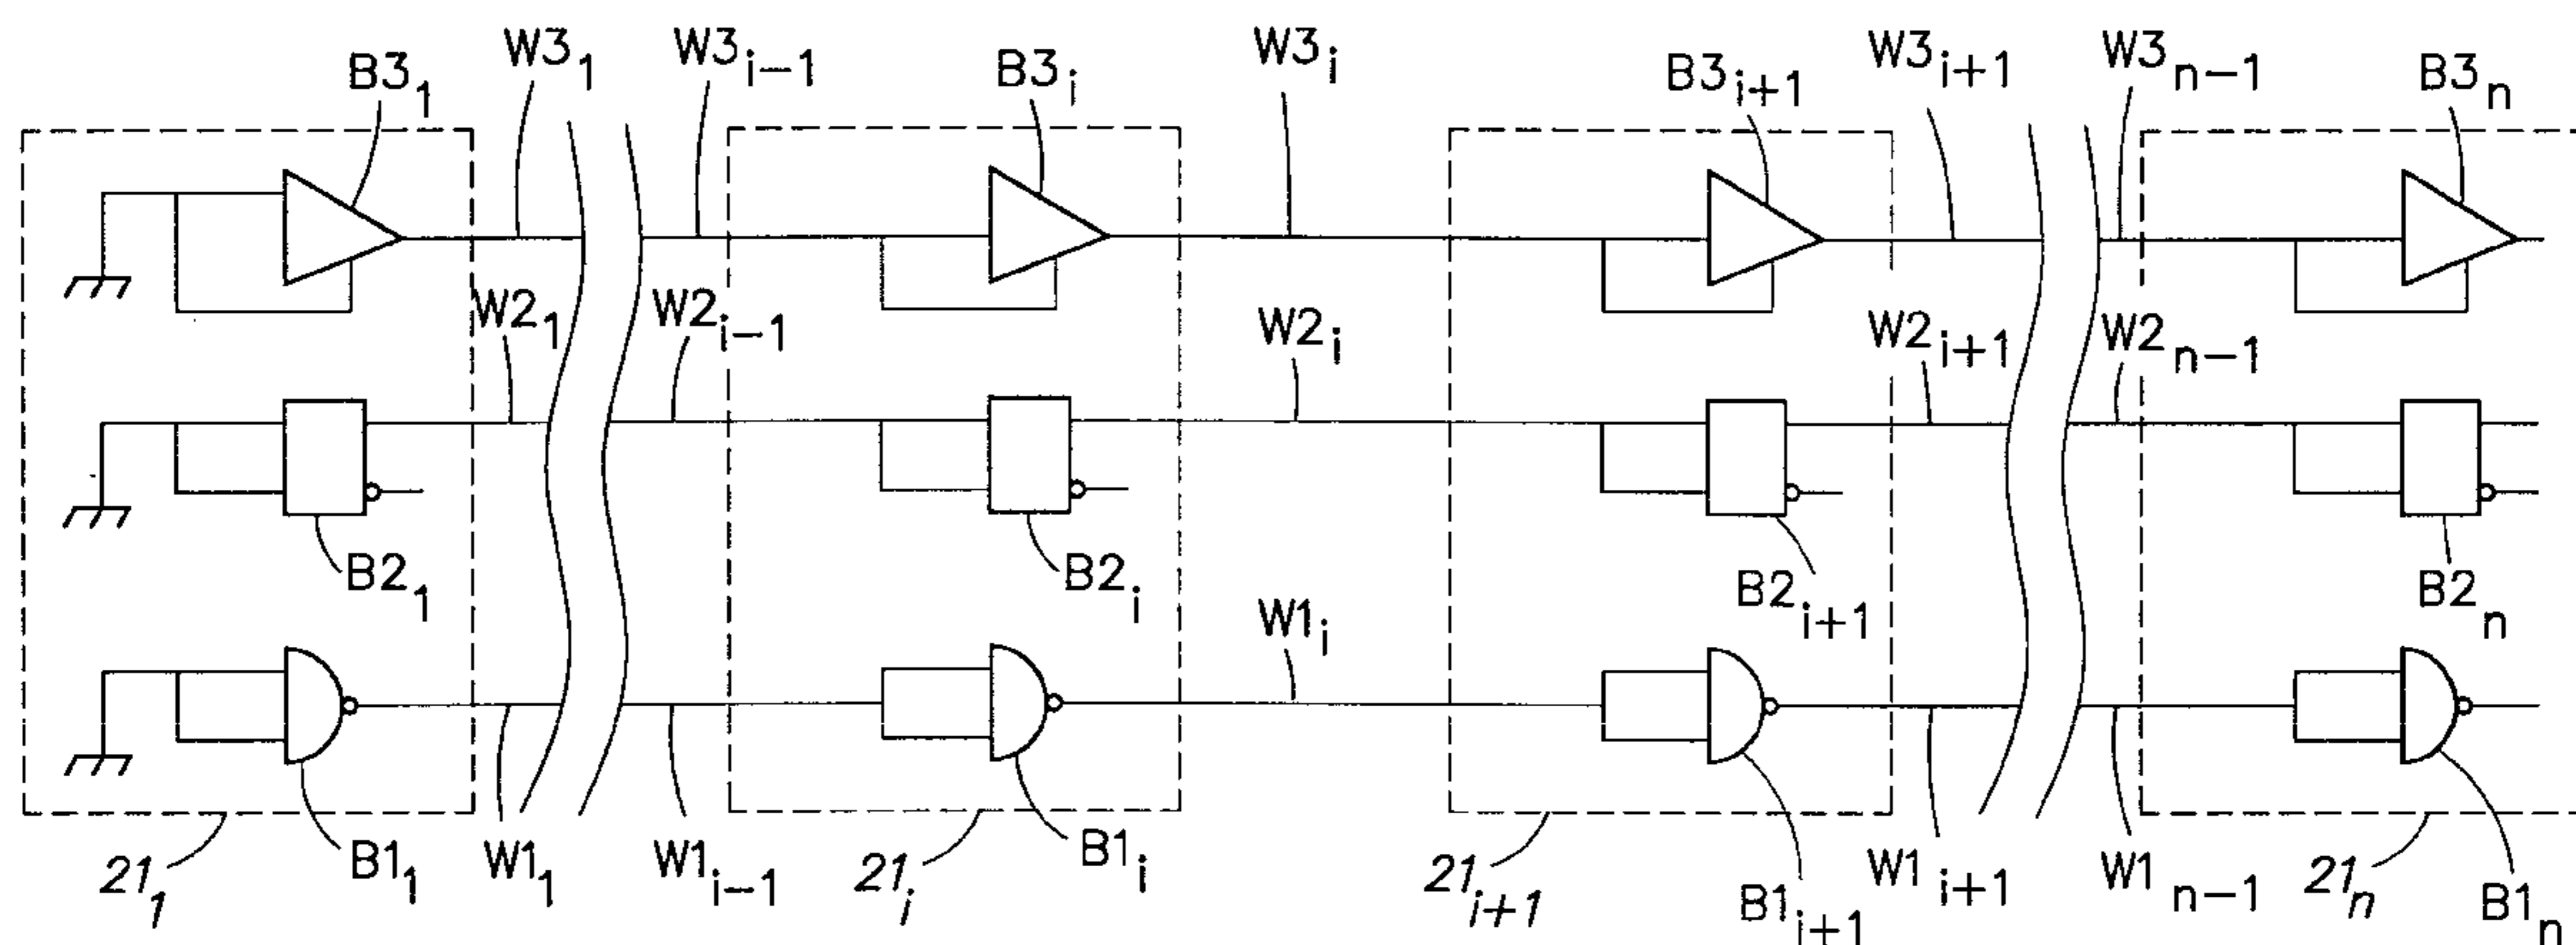 B3₁ W3₁ W3ᵢ₋₁ B3ᵢ W3ᵢ B3ᵢ₊₁ W3ᵢ₊₁ W3ₙ₋₁ B3ₙ
W2₁ W2ᵢ₋₁ W2ᵢ W2ᵢ₊₁ W2ₙ₋₁
B2₁ B2ᵢ W1ᵢ B2ᵢ₊₁ B2ₙ
21₁ B1₁ W1₁ W1ᵢ₋₁ 21ᵢ B1ᵢ 21ᵢ₊₁ B1ᵢ₊₁ W1ᵢ₊₁ W1ₙ₋₁ 21ₙ B1ₙ